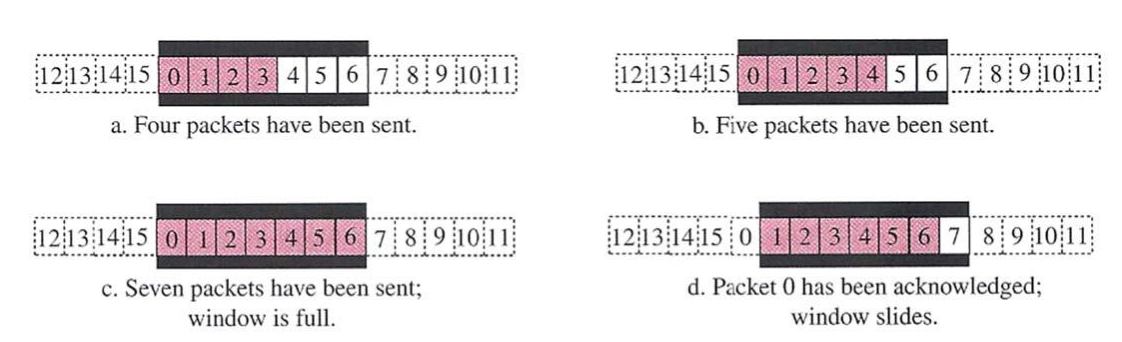 12 13 14 15 0 1 2 3 4 5 6 7 8 9 10 11
a. Four packets have been sent.
12 13 14 15 0 1 2 3 4 5 6 7 8 9 10 11
b. Five packets have been sent.
12 13 14 15 0 1 2 3 4 5 6 7 8 9 10 11
c. Seven packets have been sent;
window is full.
12 13 14 15 0 1 2 3 4 5 6 7 8 9 10 11
d. Packet 0 has been acknowledged;
window slides.